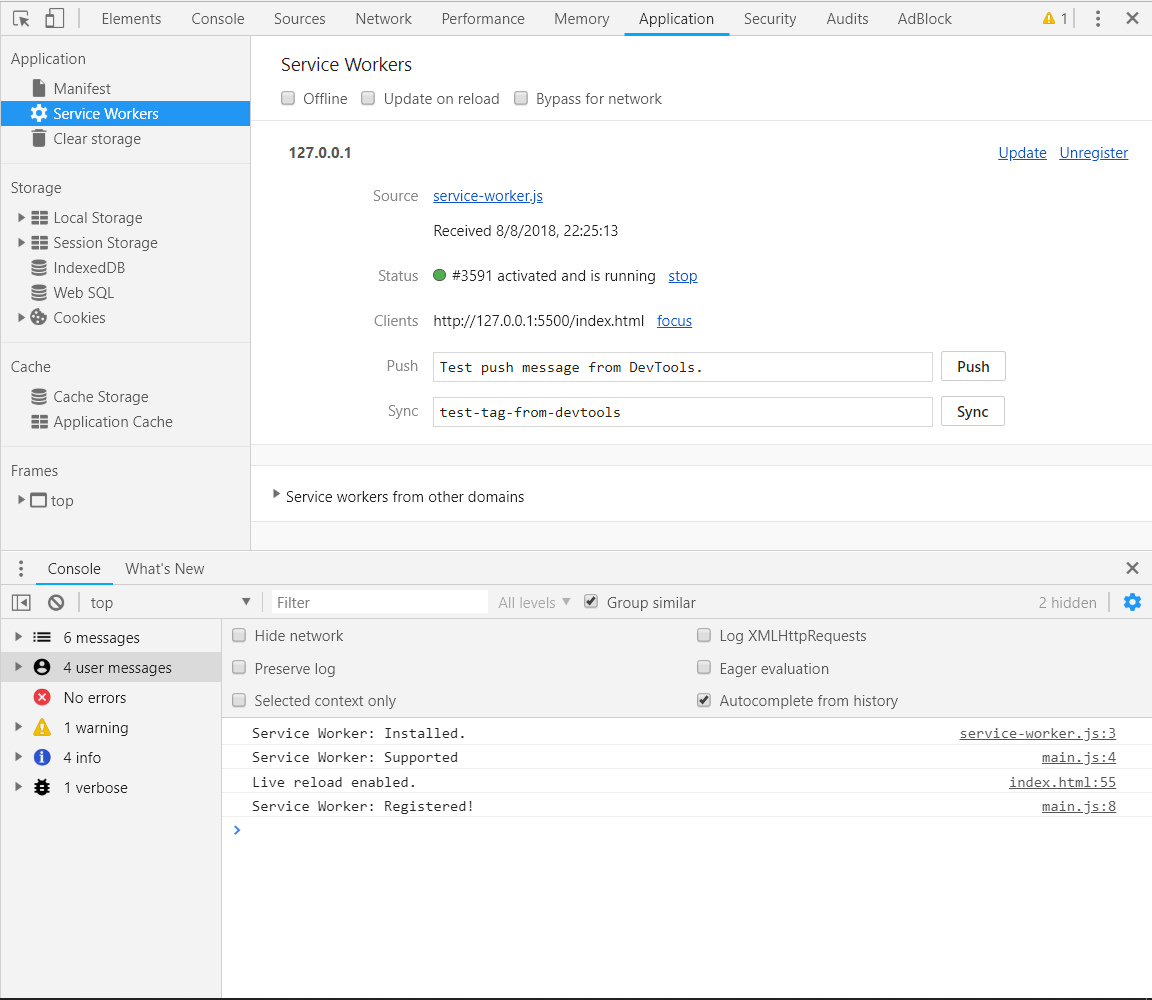 Elements Console Sources Network Performance Memory Application Security Audits AdBlock 1
Application
Manifest
Service Workers
Clear storage
Storage
Local Storage
Session Storage
IndexedDB
Web SQL
Cookies
Cache
Cache Storage
Application Cache
Frames
top
Service Workers
Offline Update on reload Bypass for network
127.0.0.1 Update Unregister
Source service-worker.js
Received 8/8/2018, 22:25:13
Status #3591 activated and is running stop
Clients http://127.0.0.1:5500/index.html focus
Push Test push message from DevTools. Push
Sync test-tag-from-devtools Sync
Service workers from other domains
Console What's New
top Filter All levels Group similar 2 hidden
6 messages
4 user messages
No errors
1 warning
4 info
1 verbose
Hide network Log XMLHttpRequests
Preserve log Eager evaluation
Selected context only Autocomplete from history
Service Worker: Installed. service-worker.js:3
Service Worker: Supported main.js:4
Live reload enabled. index.html:55
Service Worker: Registered! main.js:8